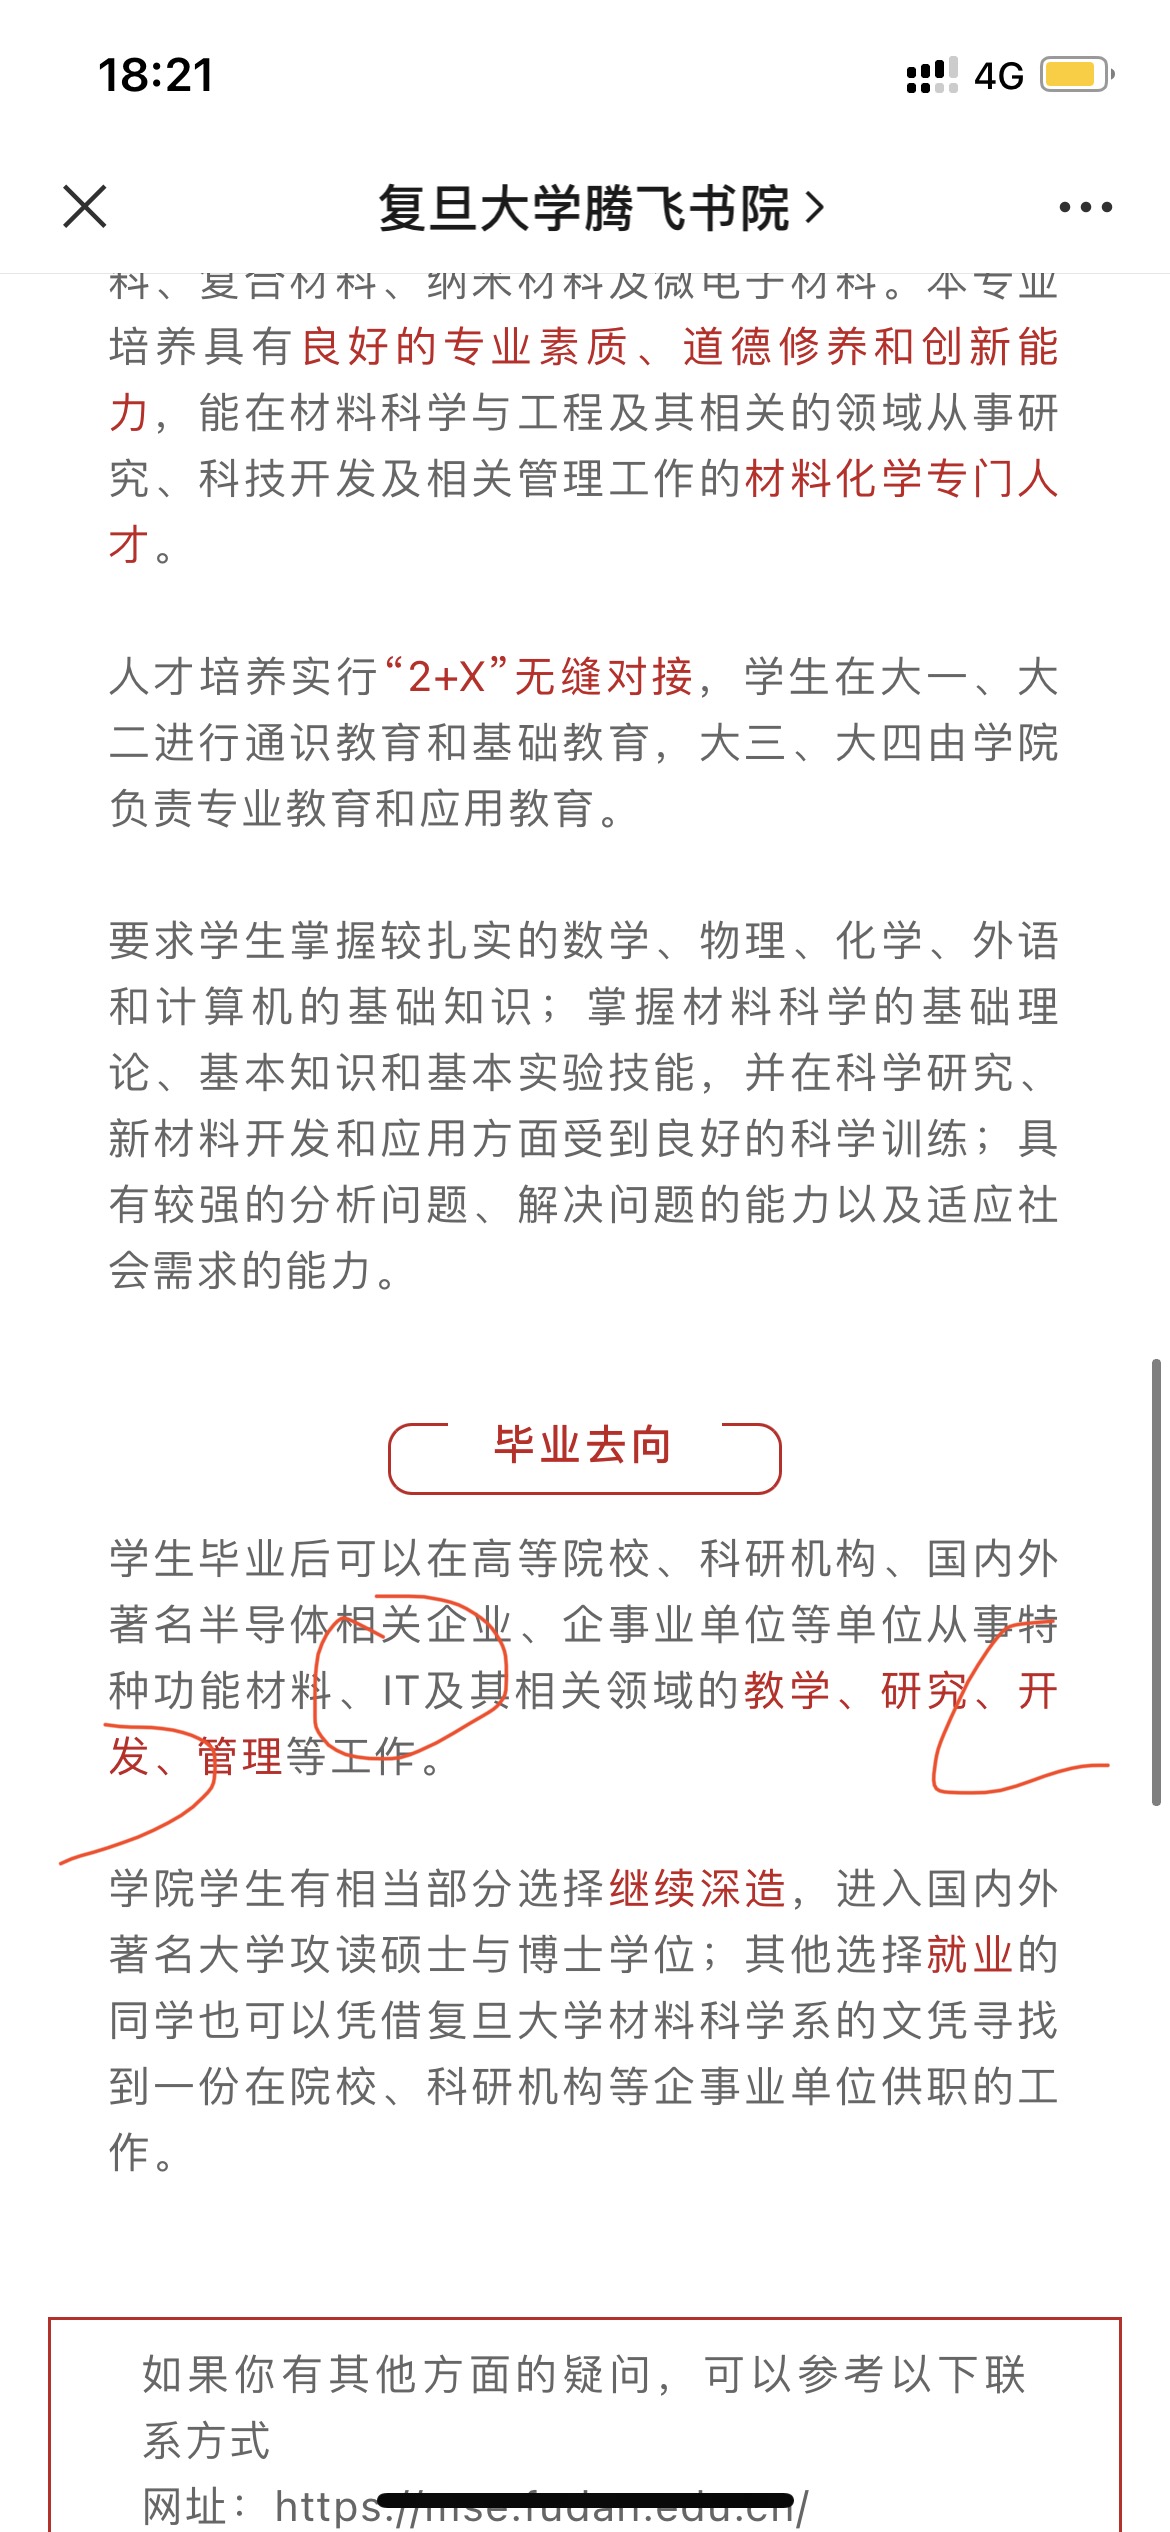 18:21
4G
复旦大学腾飞书院
科、复合材料、纳米材料及微电子材料。本专业
培养具有良好的专业素质、道德修养和创新能
力，能在材料科学与工程及其相关的领域从事研
究、科技开发及相关管理工作的材料化学专门人
才。
人才培养实行“2+X”无缝对接，学生在大一、大
二进行通识教育和基础教育，大三、大四由学院
负责专业教育和应用教育。
要求学生掌握较扎实的数学、物理、化学、外语
和计算机的基础知识；掌握材料科学的基础理
论、基本知识和基本实验技能，并在科学研究、
新材料开发和应用方面受到良好的科学训练；具
有较强的分析问题、解决问题的能力以及适应社
会需求的能力。
毕业去向
学生毕业后可以在高等院校、科研机构、国内外
著名半导体相关企业、企事业单位等单位从事特
种功能材料、IT及其相关领域的教学、研究、开
发、管理等工作。
学院学生有相当部分选择继续深造，进入国内外
著名大学攻读硕士与博士学位；其他选择就业的
同学也可以凭借复旦大学材料科学系的文凭寻找
到一份在院校、科研机构等企事业单位供职的工
作。
如果你有其他方面的疑问，可以参考以下联
系方式
网址：https://mse.fudan.edu.cn/